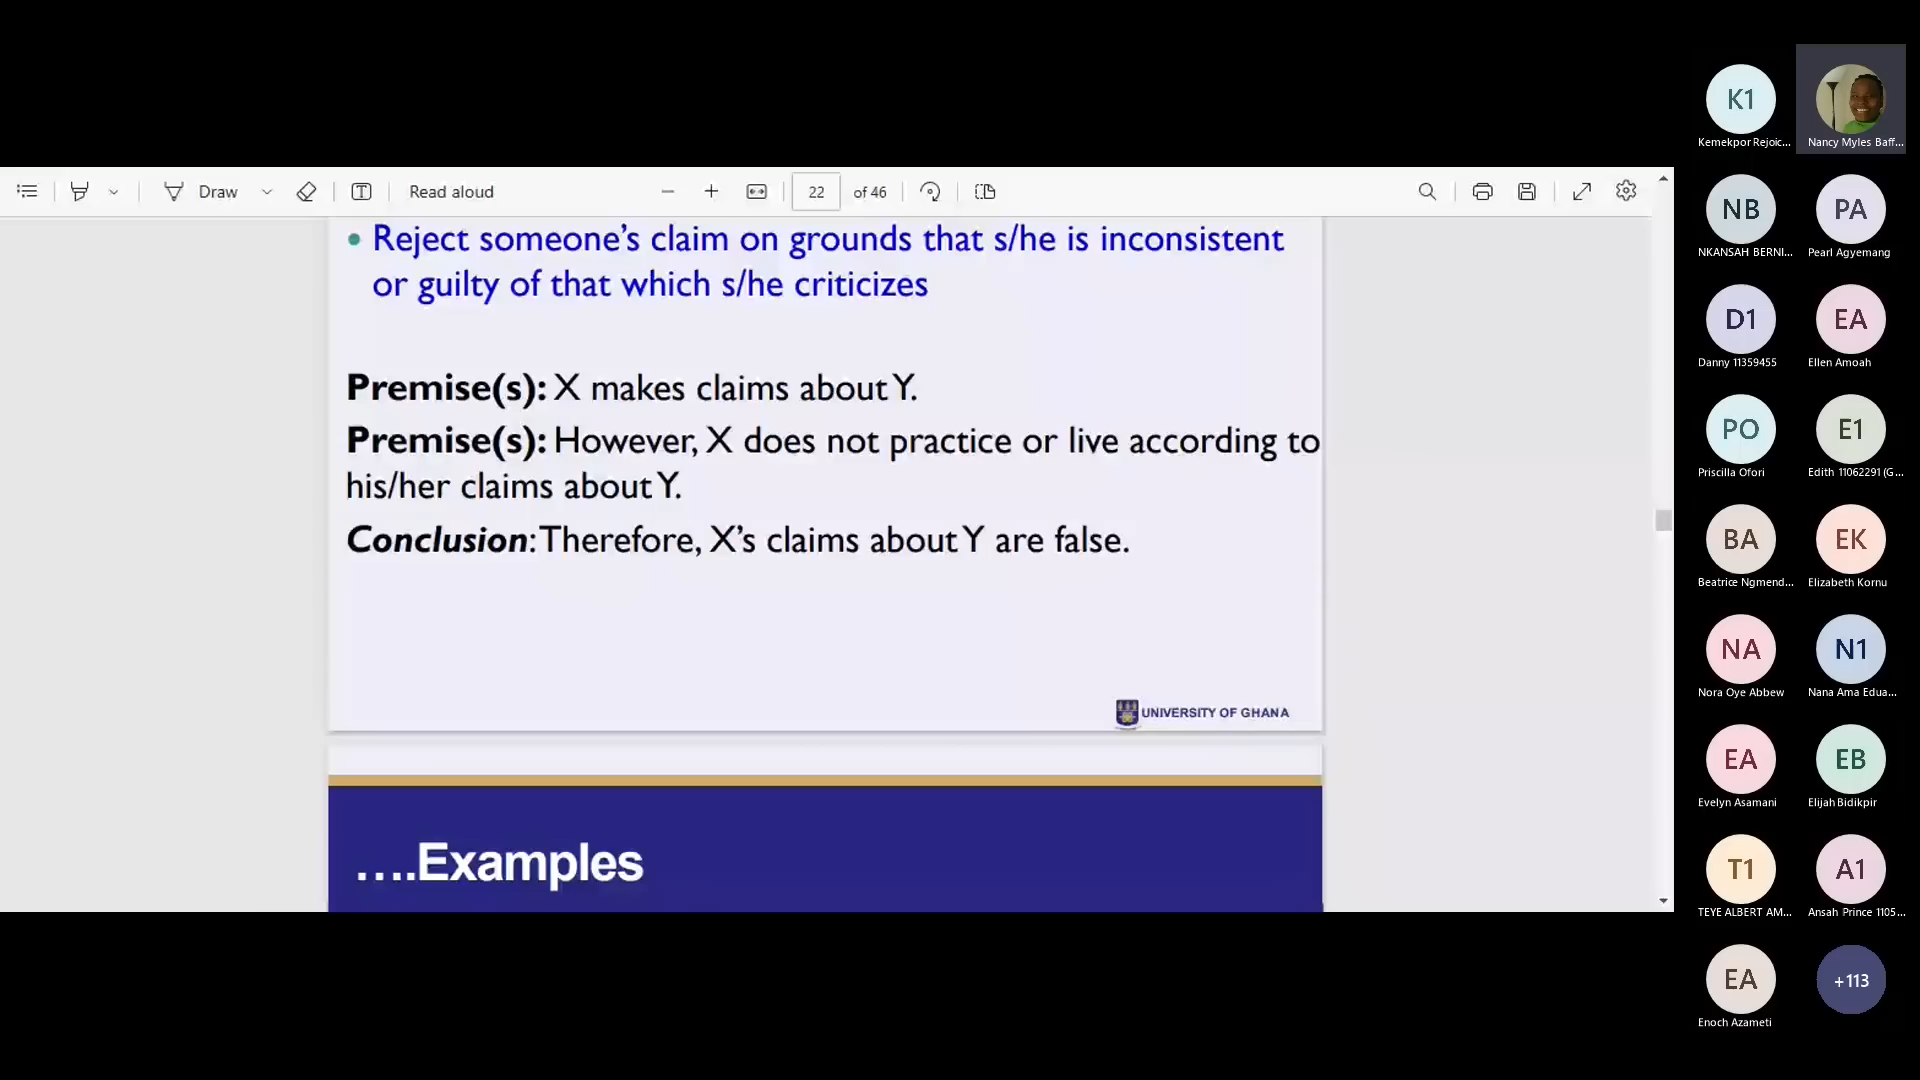 Draw
Read aloud
22 of 46
• Reject someone's claim on grounds that s/he is inconsistent
or guilty of that which s/he criticizes
Premise(s): X makes claims about Y.
Premise(s): However, X does not practice or live according to
his/her claims about Y.
Conclusion: Therefore, X's claims about Y are false.
UNIVERSITY OF GHANA
....Examples
K1
Kemekpor Rejoic...
Nancy Myles Baff...
NB
NKANSAH BERNI...
PA
Pearl Agyemang
D1
Danny 11359455
EA
Ellen Amoah
PO
Priscilla Ofori
E1
Edith 11062291 (G...
BA
Beatrice Ngmend...
EK
Elizabeth Kornu
NA
Nora Oye Abbew
N1
Nana Ama Edua...
EA
Evelyn Asamani
EB
Elijah Bidikpir
T1
TEYE ALBERT AM...
A1
Ansah Prince 1105...
EA
Enoch Azameti
+113